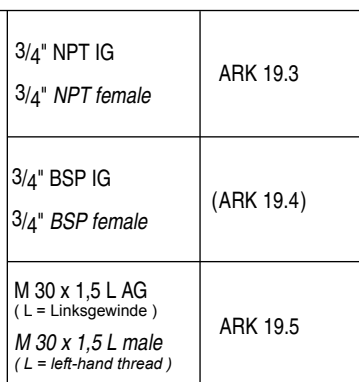 3/4" NPT IG
3/4" NPT female
ARK 19.3
3/4" BSP IG
3/4" BSP female
(ARK 19.4)
M 30 x 1,5 L AG
( L = Linksgewinde )
M 30 x 1,5 L male
( L = left-hand thread )
ARK 19.5